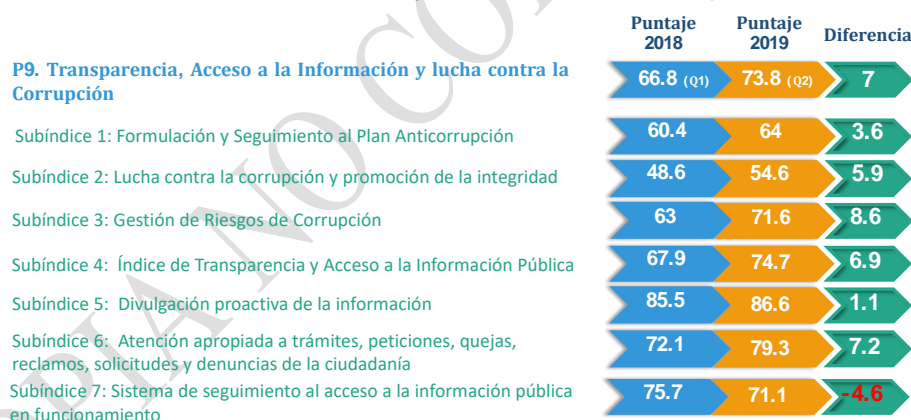 Puntaje 2018 Puntaje 2019 Diferencia
P9. Transparencia, Acceso a la Información y lucha contra la
Corrupción
66.8 (Q1) 73.8 (Q2) 7
Subíndice 1: Formulación y Seguimiento al Plan Anticorrupción 60.4 64 3.6
Subíndice 2: Lucha contra la corrupción y promoción de la integridad 48.6 54.6 5.9
Subíndice 3: Gestión de Riesgos de Corrupción 63 71.6 8.6
Subíndice 4: Índice de Transparencia y Acceso a la Información Pública 67.9 74.7 6.9
Subíndice 5: Divulgación proactiva de la información 85.5 86.6 1.1
Subíndice 6: Atención apropiada a trámites, peticiones, quejas,
reclamos, solicitudes y denuncias de la ciudadanía
72.1 79.3 7.2
Subíndice 7: Sistema de seguimiento al acceso a la información pública
en funcionamiento
75.7 71.1 -4.6